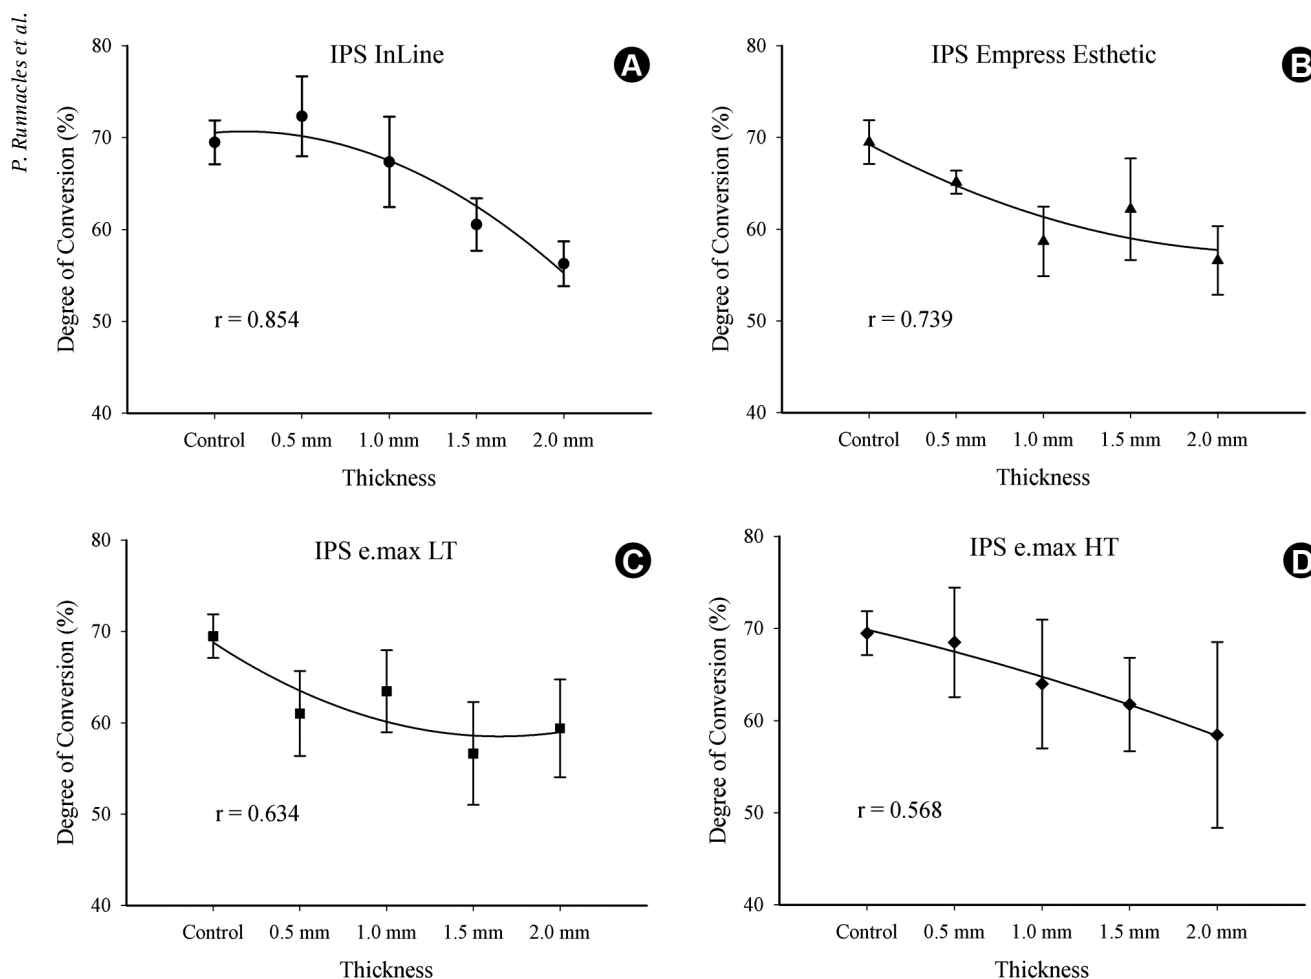 P. Runnacles et al.
IPS InLine
A
Degree of Conversion (%)
80
70
60
50
40
r = 0.854
Control 0.5 mm 1.0 mm 1.5 mm 2.0 mm
Thickness
IPS Empress Esthetic
B
Degree of Conversion (%)
80
70
60
50
40
r = 0.739
Control 0.5 mm 1.0 mm 1.5 mm 2.0 mm
Thickness
IPS e.max LT
C
Degree of Conversion (%)
80
70
60
50
40
r = 0.634
Control 0.5 mm 1.0 mm 1.5 mm 2.0 mm
Thickness
IPS e.max HT
D
Degree of Conversion (%)
80
70
60
50
40
r = 0.568
Control 0.5 mm 1.0 mm 1.5 mm 2.0 mm
Thickness